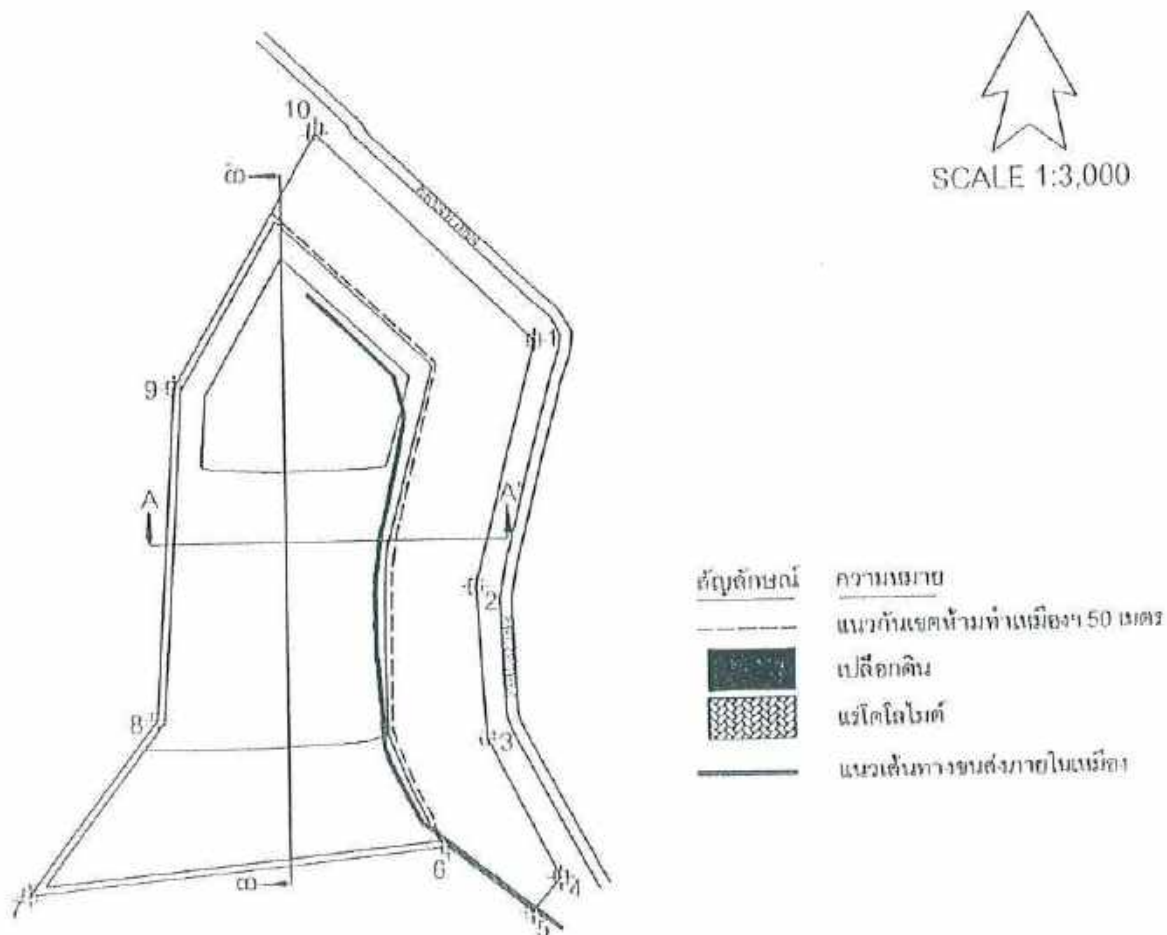 10
B'
SCALE 1:3,000
1
9
A
A'
2
สัญลักษณ์ ความหมาย
แนวกันเขตห้ามทำเหมืองฯ 50 เมตร
เปลือกดิน
แร่โดโลไมต์
แนวเส้นทางขนส่งภายในเหมือง
8
3
6
B
7
4
5